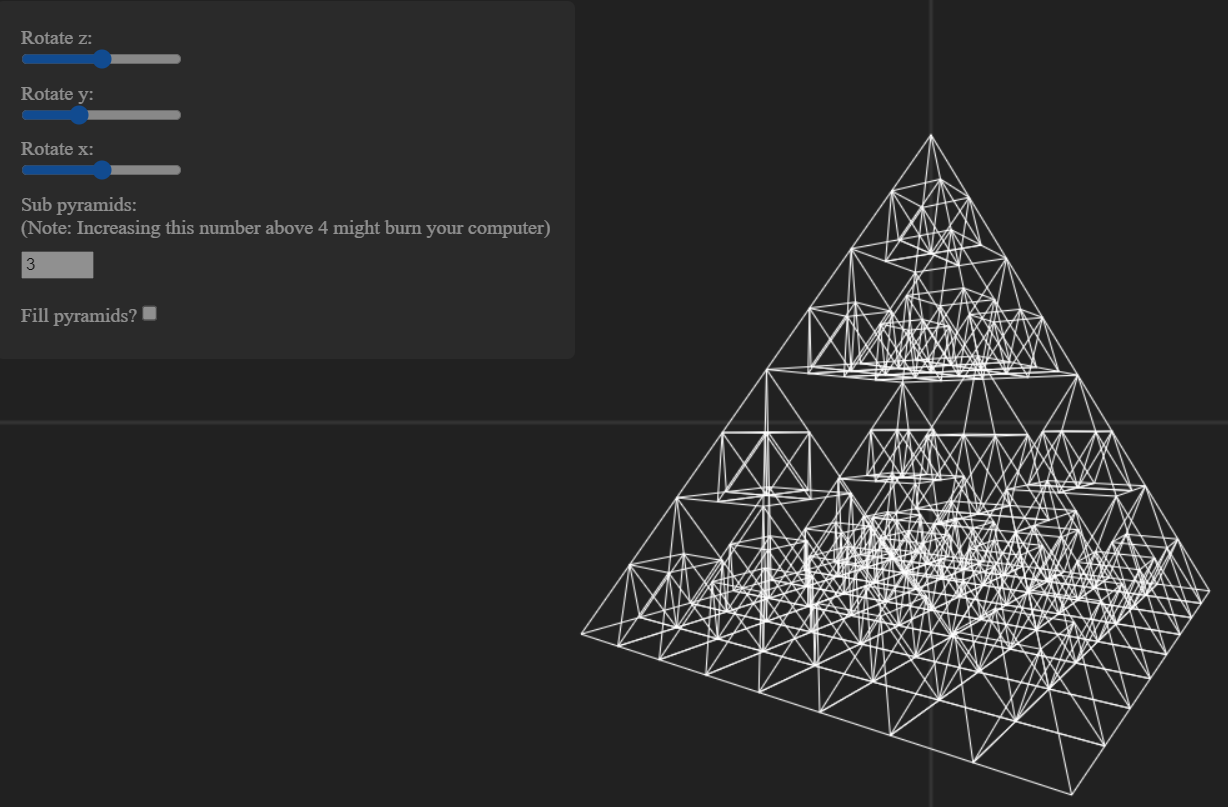 Rotate z:
Rotate y:
Rotate x:
Sub pyramids:
(Note: Increasing this number above 4 might burn your computer)
3
Fill pyramids?